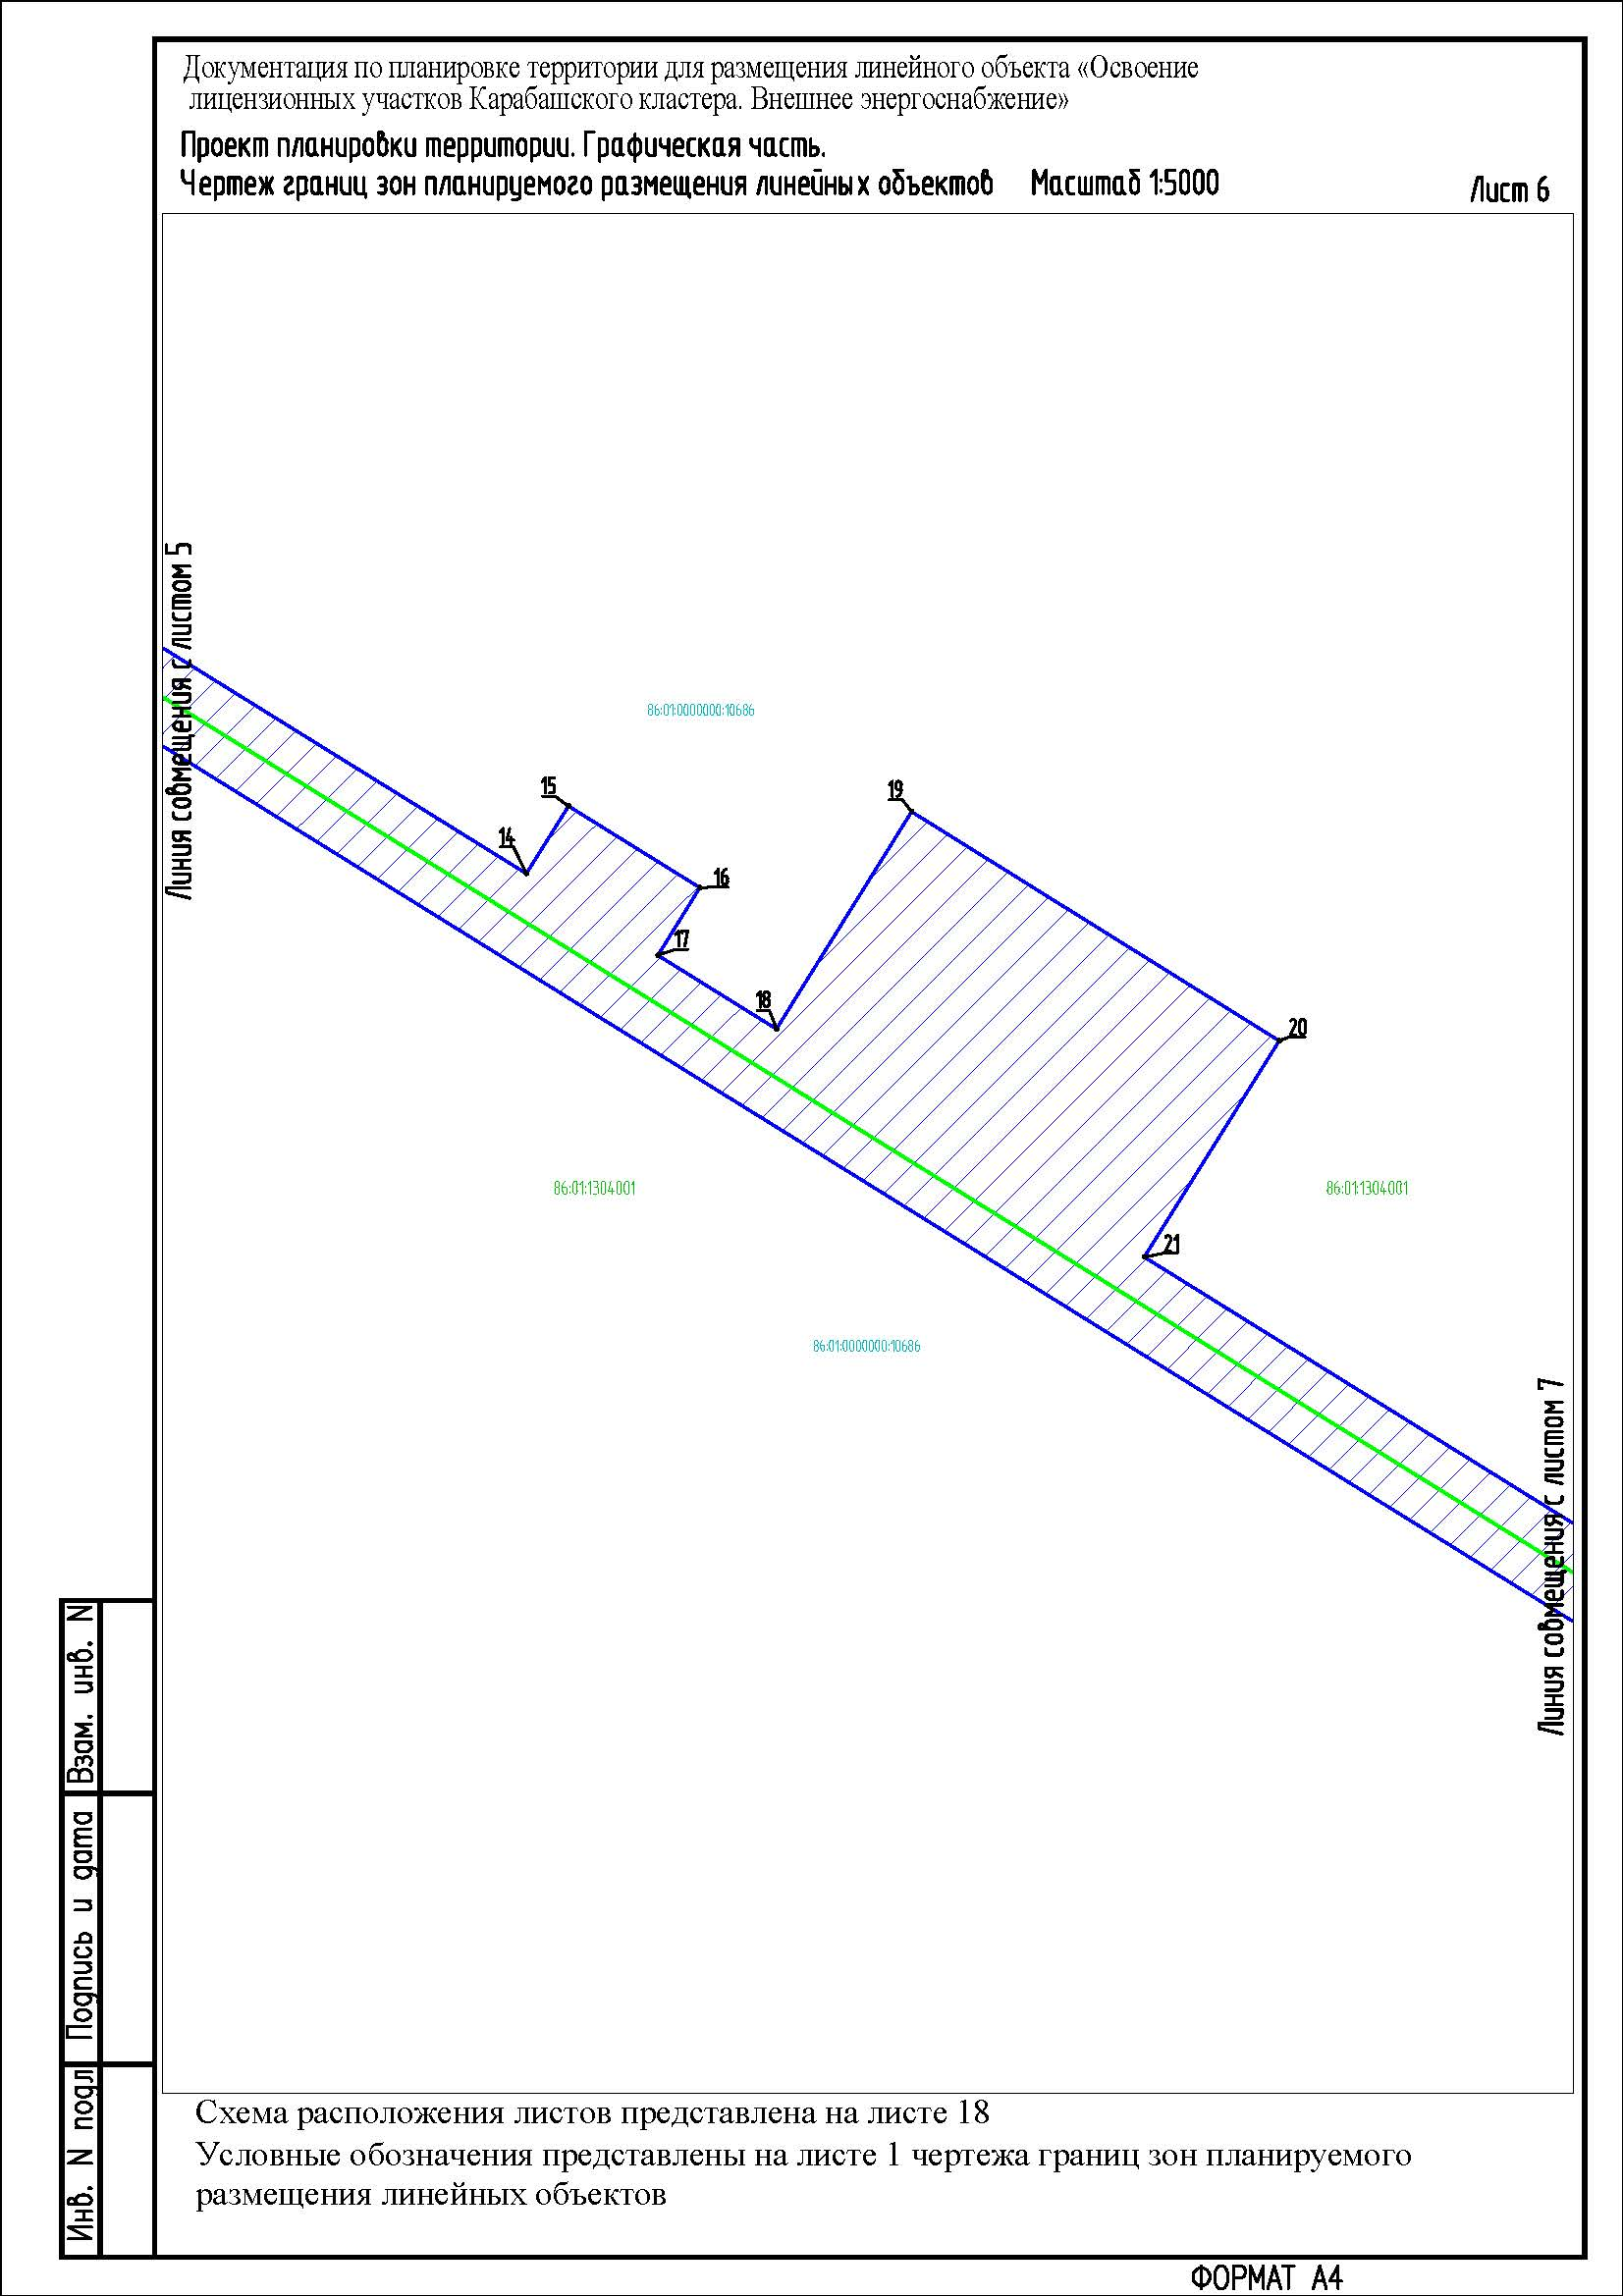 Документация по планировке территории для размещения линейного объекта «Освоение
лицензионных участков Карабашского кластера. Внешнее энергоснабжение»
Проект планировки территории. Графическая часть.
Чертеж границ зон планируемого размещения линейных объектов Масштаб 1:5000
Лист 6
Линия совмещения с листом 5
86:01:0000000:10686
15
19
14
16
17
18
20
86:01:1304001
86:01:1304001
21
86:01:0000000:10686
Линия совмещения с листом 7
Взам. инв. N
Подпись и дата
Инв. N подл
Схема расположения листов представлена на листе 18
Условные обозначения представлены на листе 1 чертежа границ зон планируемого
размещения линейных объектов
ФОРМАТ А4